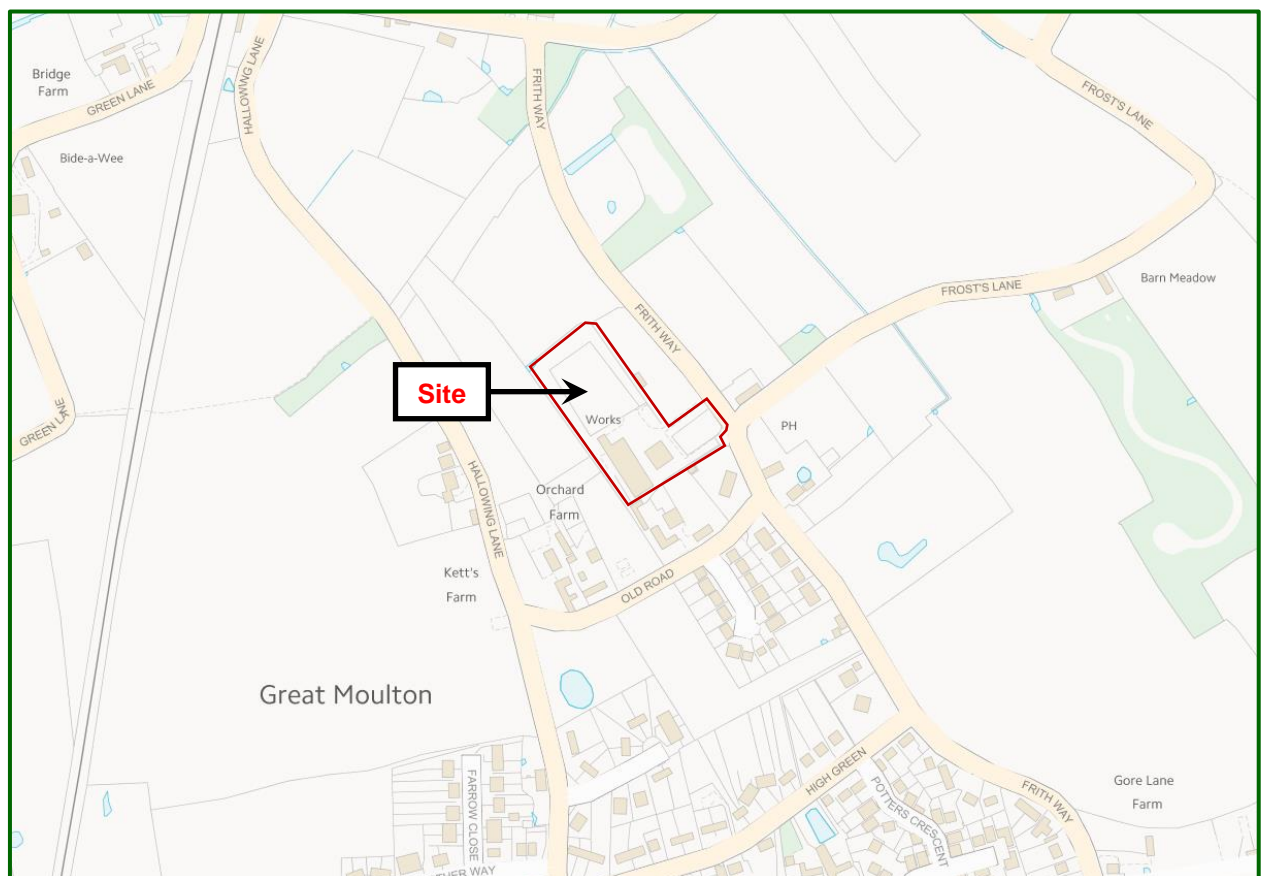 Bridge
Farm
GREEN LANE
HALLOWING LANE
FRITH WAY
FROST'S LANE
Bide-a-Wee
Barn Meadow
FROST'S LANE
FRITH WAY
Site
Works
PH
GREEN LANE
HALLOWING LANE
Orchard
Farm
Kett's
Farm
OLD ROAD
Great Moulton
FARROW CLOSE
HIGH GREEN
POTTERS CRESCENT
FRITH WAY
Gore Lane
Farm
WAY